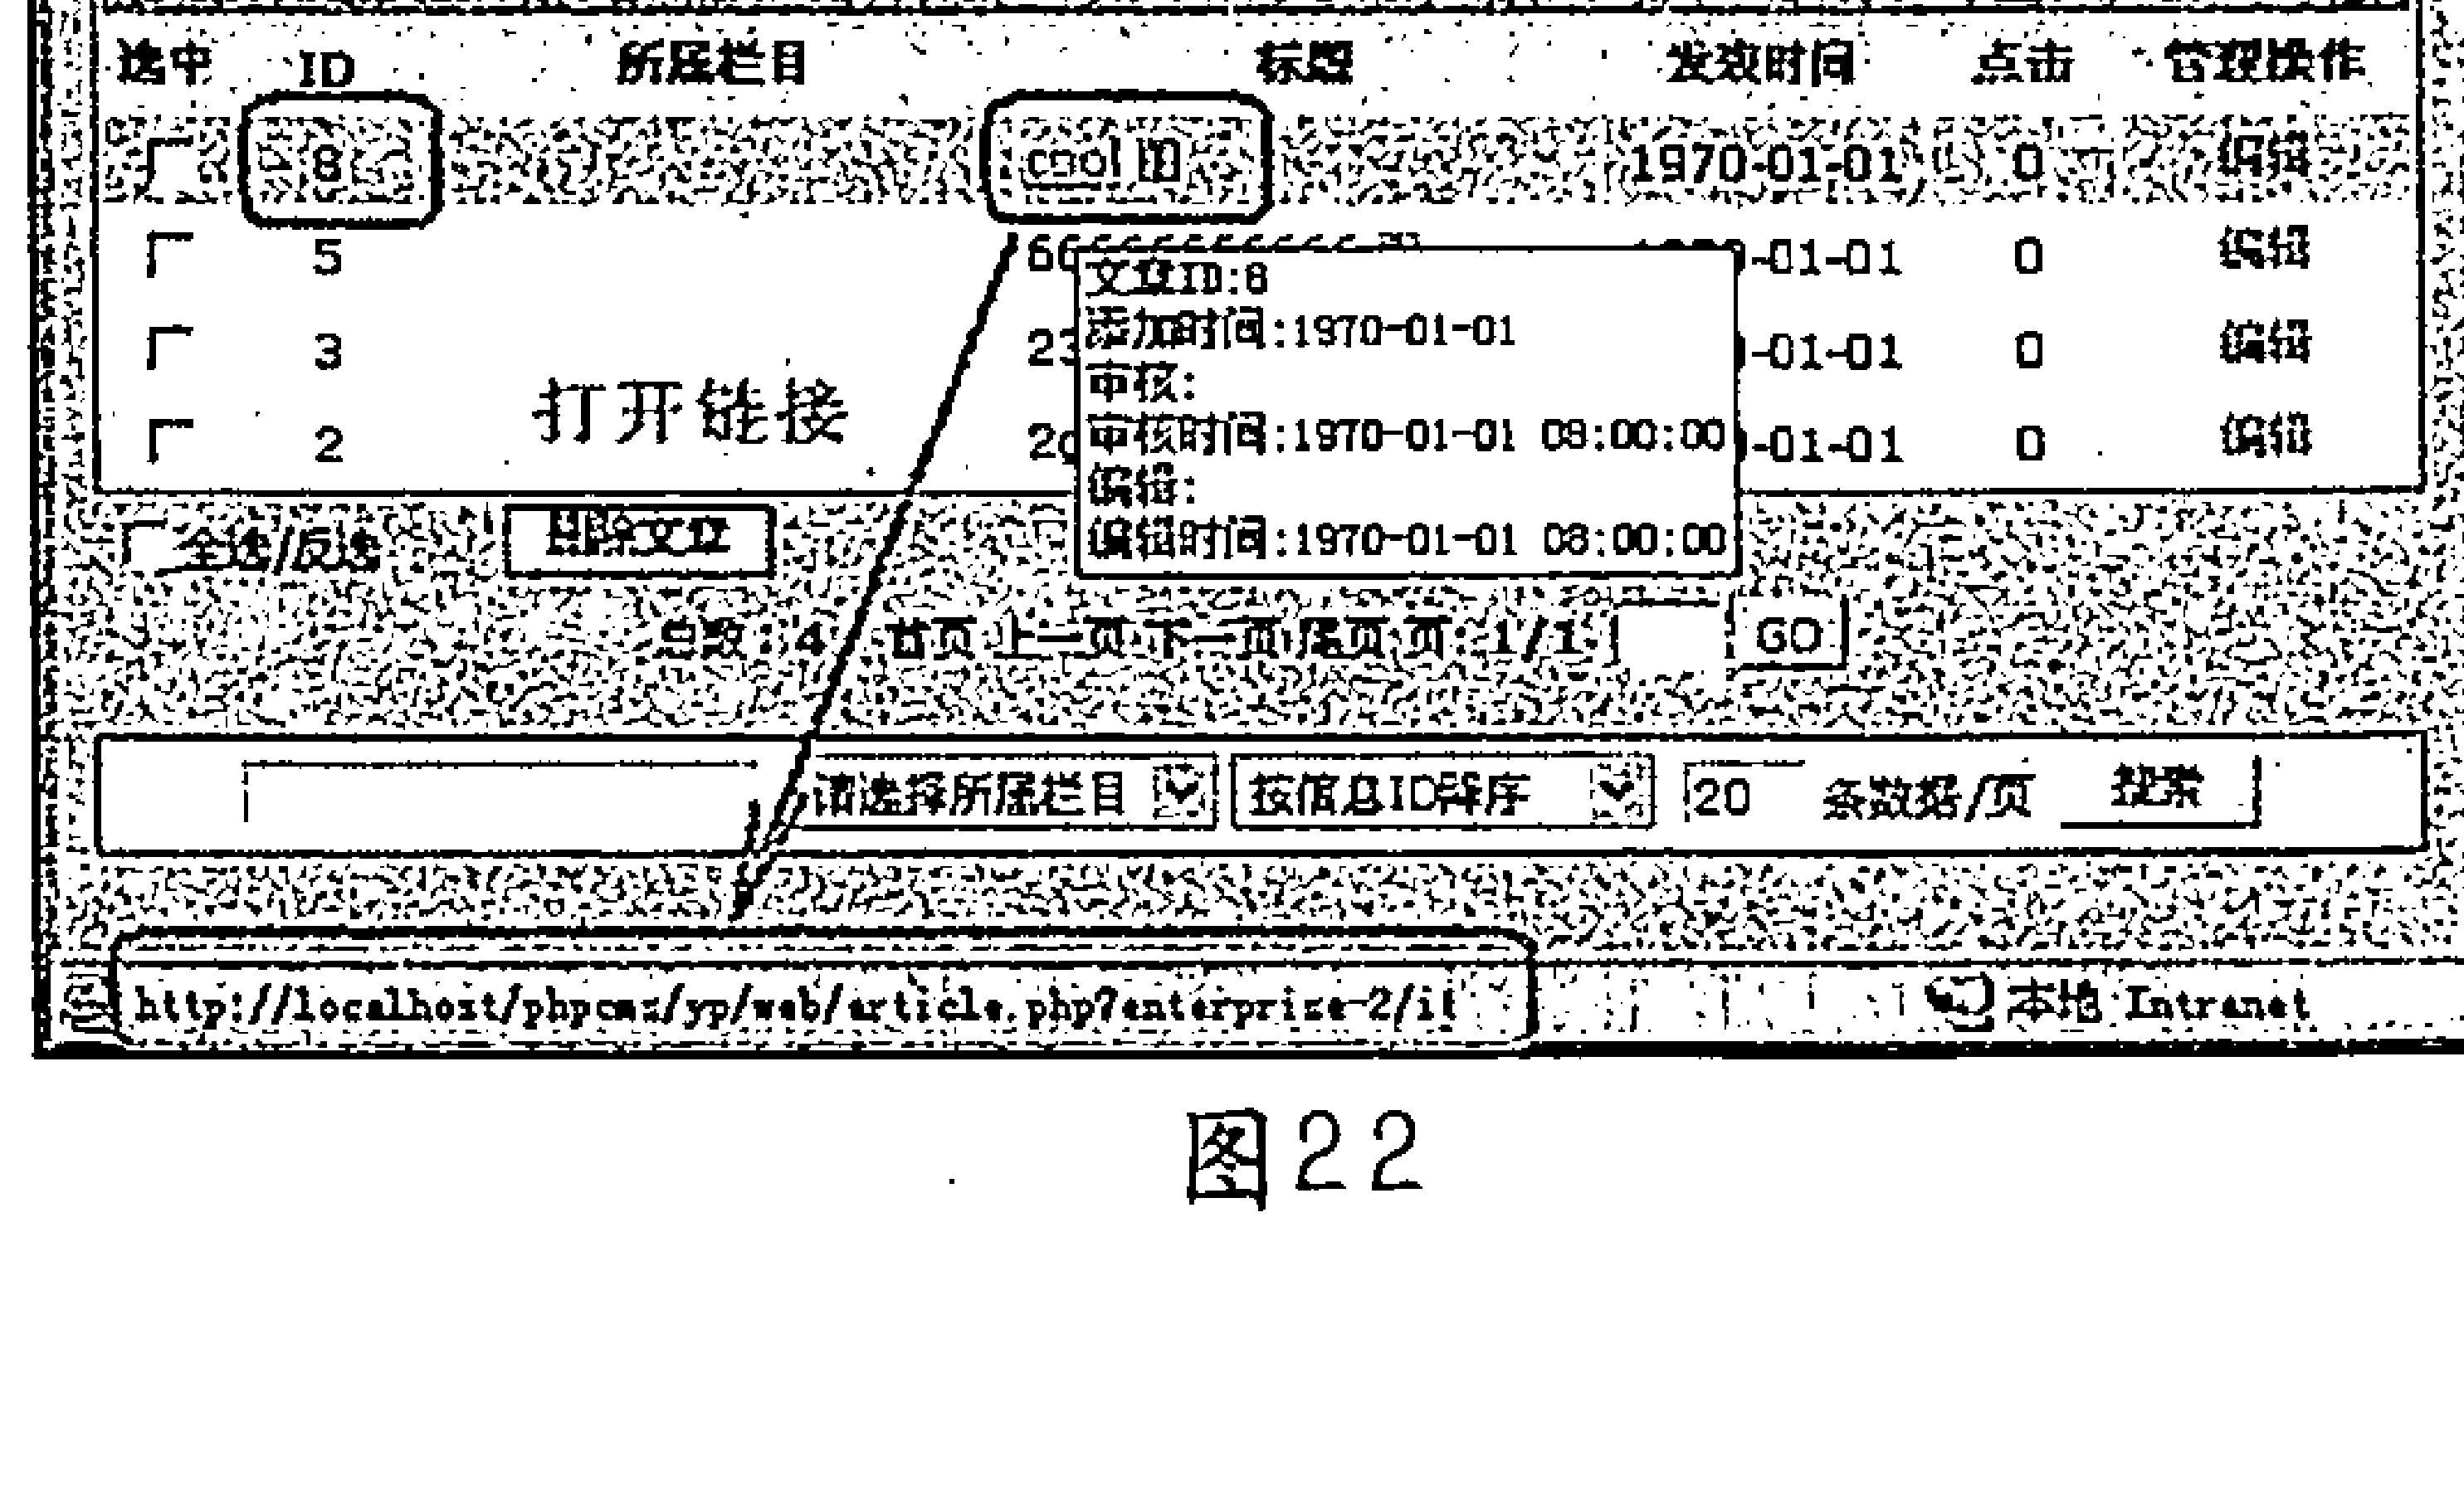 选中 ID 所属栏目 标题 发效时间 点击 管理操作
8 cool 图 1970-01-01 0 编辑
5 66 -01-01 0 编辑
3 23 -01-01 0 编辑
2 20 -01-01 0 编辑
文章ID:8
添加时间:1970-01-01
审核:
审核时间:1970-01-01 08:00:00
编辑:
编辑时间:1970-01-01 08:00:00
打开链接
全选/反选 删除文章
总数:4 首页 上一页 下一页 尾页 页:1/1 GO
请选择所属栏目 按信息ID降序 20 条数据/页 搜索
http://localhost/phpcms/yp/web/article.php?enterprise-2/it
本地 Intranet
图22